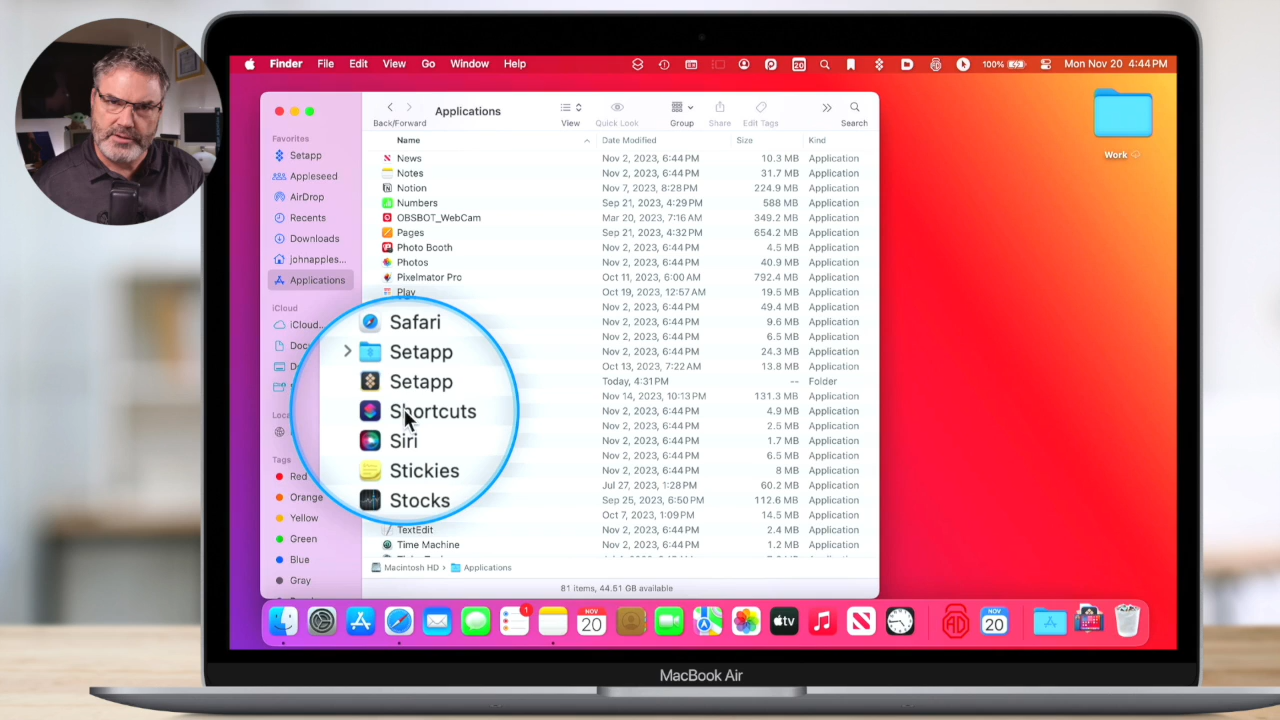 Finder File Edit View Go Window Help 20 100% Mon Nov 20 4:44 PM
Applications
Back/Forward View Quick Look Group Share Edit Tags Search
Work
Favorites
Setapp
Appleseed
AirDrop
Recents
Downloads
johnapples...
Applications
iCloud
iCloud...
Tags
Red
Orange
Yellow
Green
Blue
Gray
Name Date Modified Size Kind
News Nov 2, 2023, 6:44 PM 10.3 MB Application
Notes Nov 2, 2023, 6:44 PM 31.7 MB Application
Notion Nov 7, 2023, 8:28 PM 224.9 MB Application
Numbers Sep 21, 2023, 4:29 PM 588 MB Application
OBSBOT_WebCam Mar 20, 2023, 7:16 AM 349.2 MB Application
Pages Sep 21, 2023, 4:32 PM 654.2 MB Application
Photo Booth Nov 2, 2023, 6:44 PM 4.5 MB Application
Photos Nov 2, 2023, 6:44 PM 40.9 MB Application
Pixelmator Pro Oct 11, 2023, 6:00 AM 792.4 MB Application
Play Oct 19, 2023, 12:57 AM 19.5 MB Application
Nov 2, 2023, 6:44 PM 49.4 MB Application
Safari Nov 2, 2023, 6:44 PM 9.6 MB Application
Nov 2, 2023, 6:44 PM 6.5 MB Application
Setapp Nov 2, 2023, 6:44 PM 24.3 MB Application
Oct 13, 2023, 7:22 AM 13.8 MB Application
Setapp Today, 4:31 PM -- Folder
Nov 14, 2023, 10:13 PM 131.3 MB Application
Shortcuts Nov 2, 2023, 6:44 PM 4.9 MB Application
Nov 2, 2023, 6:44 PM 2.5 MB Application
Siri Nov 2, 2023, 6:44 PM 1.7 MB Application
Nov 2, 2023, 6:44 PM 6.5 MB Application
Stickies Nov 2, 2023, 6:44 PM 8 MB Application
Jul 27, 2023, 1:28 PM 60.2 MB Application
Stocks Sep 25, 2023, 6:50 PM 112.6 MB Application
Oct 7, 2023, 1:09 PM 14.5 MB Application
TextEdit Nov 2, 2023, 6:44 PM 2.4 MB Application
Time Machine Nov 2, 2023, 6:44 PM 1.2 MB Application
Macintosh HD › Applications
81 items, 44.51 GB available
1 NOV 20 tv NOV 20
MacBook Air